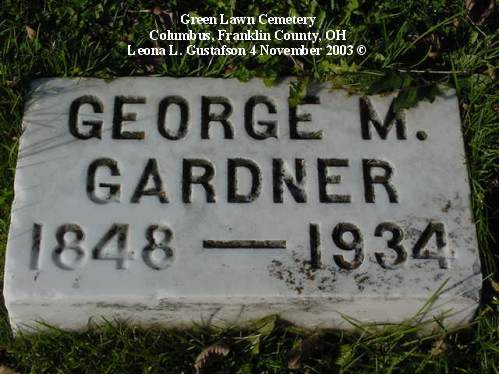 Green Lawn Cemetery
Columbus, Franklin County, OH
Leona L. Gustafson 4 November 2003 ©
GEORGE M.
GARDNER
1848 — 1934